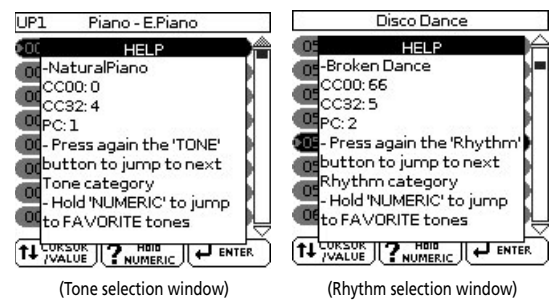 UP1 Piano - E.Piano
HELP
-NaturalPiano
CC00: 0
CC32: 4
PC: 1
- Press again the 'TONE'
button to jump to next
Tone category
- Hold 'NUMERIC' to jump
to FAVORITE tones
CURSOR
/VALUE
? Hold
NUMERIC
ENTER
(Tone selection window)
Disco Dance
HELP
-Broken Dance
CC00: 66
CC32: 5
PC: 2
- Press again the 'Rhythm'
button to jump to next
Rhythm category
- Hold 'NUMERIC' to jump
to FAVORITE tones
CURSOR
/VALUE
? Hold
NUMERIC
ENTER
(Rhythm selection window)